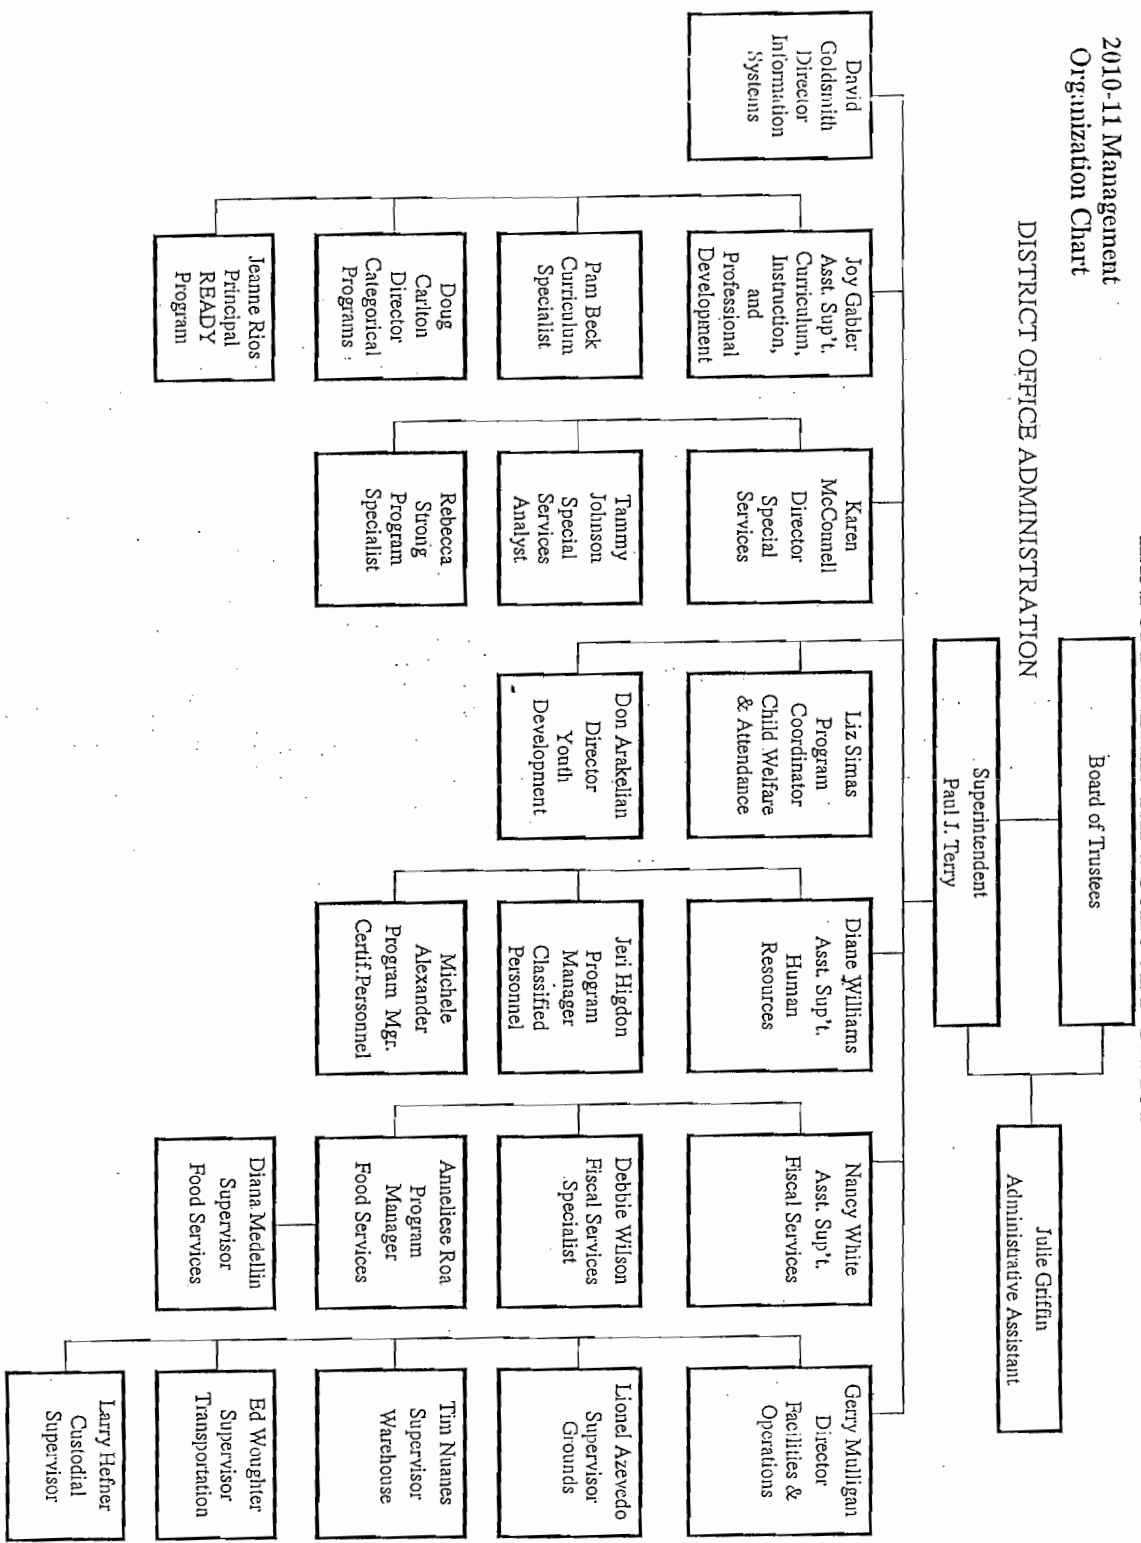 2010-11 Management
Organization Chart
DISTRICT OFFICE ADMINISTRATION
Board of Trustees
Superintendent
Paul J. Terry
Julie Griffin
Administrative Assistant
David
Goldsmith
Director
Information
Systems
Joy Gabler
Asst. Sup't.
Curriculum,
Instruction,
and
Professional
Development
Pam Beck
Curriculum
Specialist
Doug
Carlton
Director
Categorical
Programs
Jeanne Rios
Principal
READY
Program
Karen
McConnell
Director
Special
Services
Tammy
Johnson
Special
Services
Analyst
Rebecca
Strong
Program
Specialist
Liz Simas
Program
Coordinator
Child Welfare
& Attendance
Don Arakelian
Director
Youth
Development
Diane Williams
Asst. Sup't.
Human
Resources
Jeri Higdon
Program
Manager
Classified
Personnel
Michele
Alexander
Program Mgr.
Certif.Personnel
Nancy White
Asst. Sup't.
Fiscal Services
Debbie Wilson
Fiscal Services
Specialist
Anneliese Roa
Program
Manager
Food Services
Diana Medellin
Supervisor
Food Services
Gerry Mulligan
Director
Facilities &
Operations
Lionel Azevedo
Supervisor
Grounds
Tim Nuanes
Supervisor
Warehouse
Ed Woughter
Supervisor
Transportation
Larry Hefner
Custodial
Supervisor